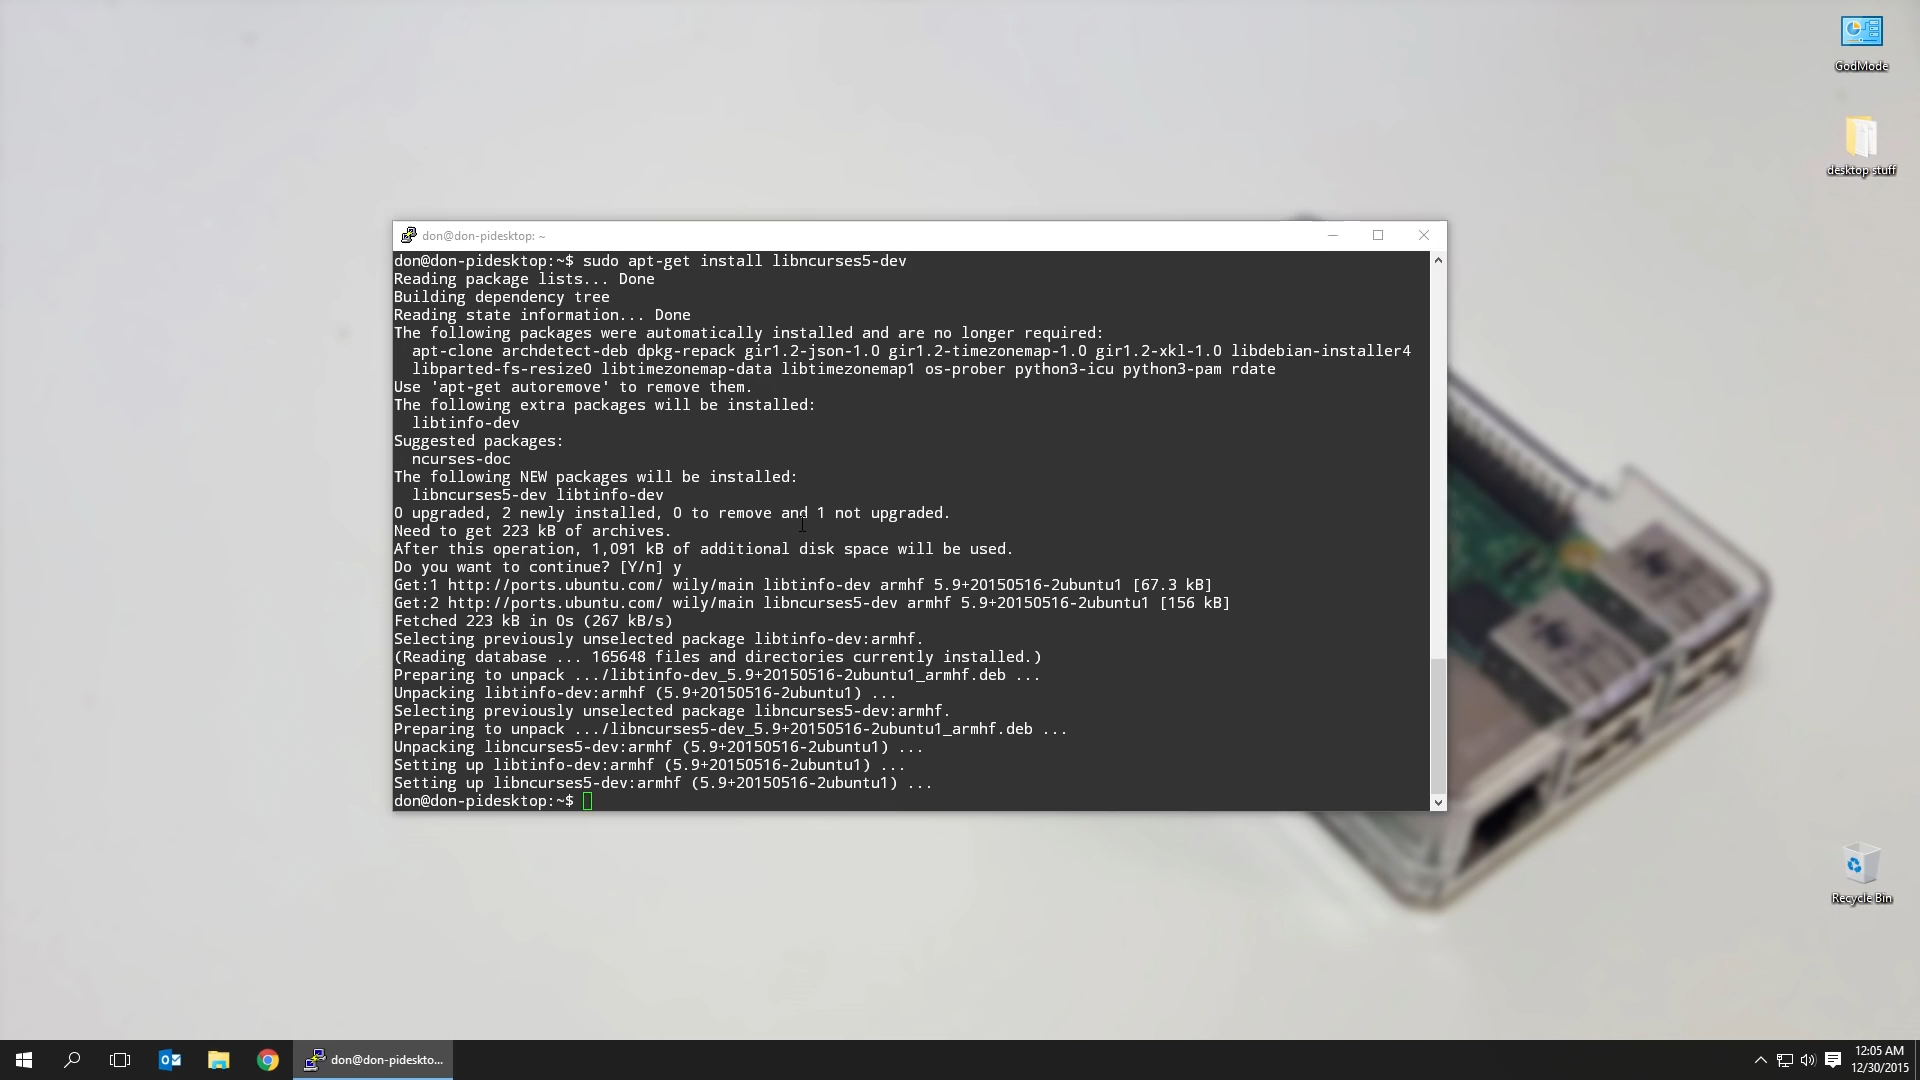 GodMode
desktop stuff
don@don-pidesktop: ~
don@don-pidesktop:~$ sudo apt-get install libncurses5-dev
Reading package lists... Done
Building dependency tree
Reading state information... Done
The following packages were automatically installed and are no longer required:
  apt-clone archdetect-deb dpkg-repack gir1.2-json-1.0 gir1.2-timezonemap-1.0 gir1.2-xkl-1.0 libdebian-installer4
  libparted-fs-resize0 libtimezonemap-data libtimezonemap1 os-prober python3-icu python3-pam rdate
Use 'apt-get autoremove' to remove them.
The following extra packages will be installed:
  libtinfo-dev
Suggested packages:
  ncurses-doc
The following NEW packages will be installed:
  libncurses5-dev libtinfo-dev
0 upgraded, 2 newly installed, 0 to remove and 1 not upgraded.
Need to get 223 kB of archives.
After this operation, 1,091 kB of additional disk space will be used.
Do you want to continue? [Y/n] y
Get:1 http://ports.ubuntu.com/ wily/main libtinfo-dev armhf 5.9+20150516-2ubuntu1 [67.3 kB]
Get:2 http://ports.ubuntu.com/ wily/main libncurses5-dev armhf 5.9+20150516-2ubuntu1 [156 kB]
Fetched 223 kB in 0s (267 kB/s)
Selecting previously unselected package libtinfo-dev:armhf.
(Reading database ... 165648 files and directories currently installed.)
Preparing to unpack .../libtinfo-dev_5.9+20150516-2ubuntu1_armhf.deb ...
Unpacking libtinfo-dev:armhf (5.9+20150516-2ubuntu1) ...
Selecting previously unselected package libncurses5-dev:armhf.
Preparing to unpack .../libncurses5-dev_5.9+20150516-2ubuntu1_armhf.deb ...
Unpacking libncurses5-dev:armhf (5.9+20150516-2ubuntu1) ...
Setting up libtinfo-dev:armhf (5.9+20150516-2ubuntu1) ...
Setting up libncurses5-dev:armhf (5.9+20150516-2ubuntu1) ...
don@don-pidesktop:~$
Recycle Bin
don@don-pideskto...
12:05 AM
12/30/2015